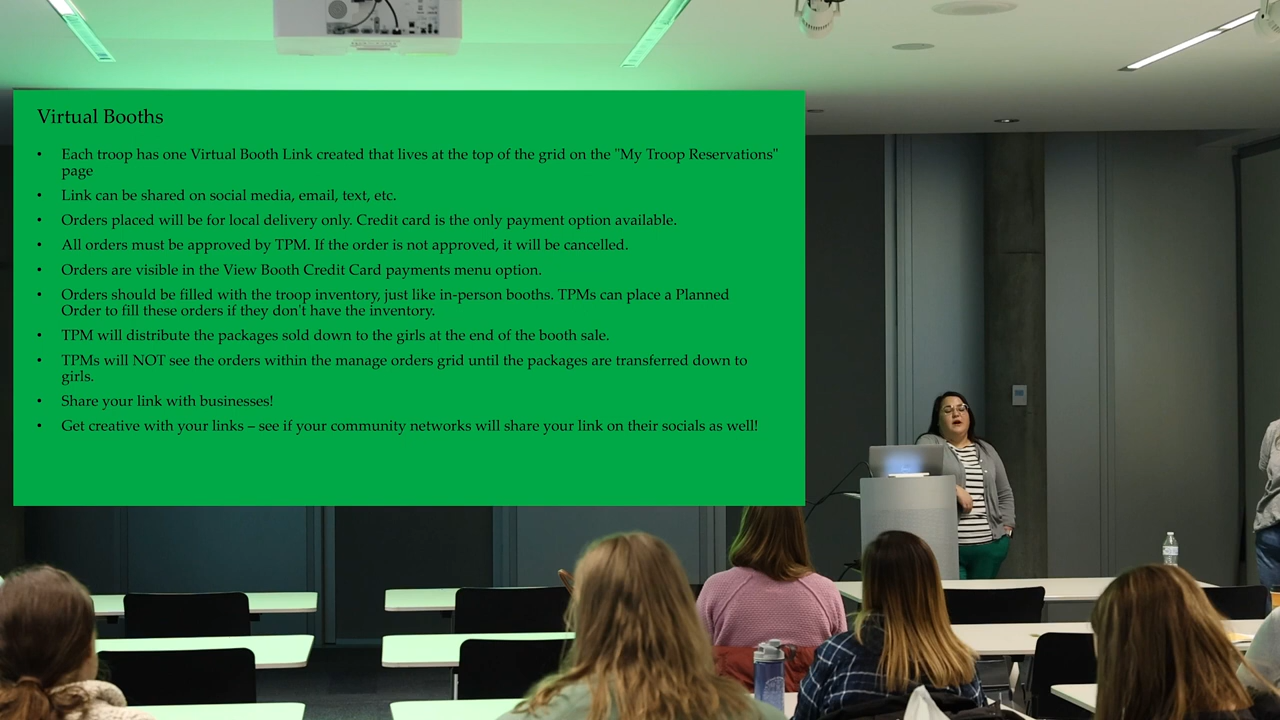 Virtual Booths
• Each troop has one Virtual Booth Link created that lives at the top of the grid on the "My Troop Reservations"
page
• Link can be shared on social media, email, text, etc.
• Orders placed will be for local delivery only. Credit card is the only payment option available.
• All orders must be approved by TPM. If the order is not approved, it will be cancelled.
• Orders are visible in the View Booth Credit Card payments menu option.
• Orders should be filled with the troop inventory, just like in-person booths. TPMs can place a Planned
Order to fill these orders if they don't have the inventory.
• TPM will distribute the packages sold down to the girls at the end of the booth sale.
• TPMs will NOT see the orders within the manage orders grid until the packages are transferred down to
girls.
• Share your link with businesses!
• Get creative with your links – see if your community networks will share your link on their socials as well!